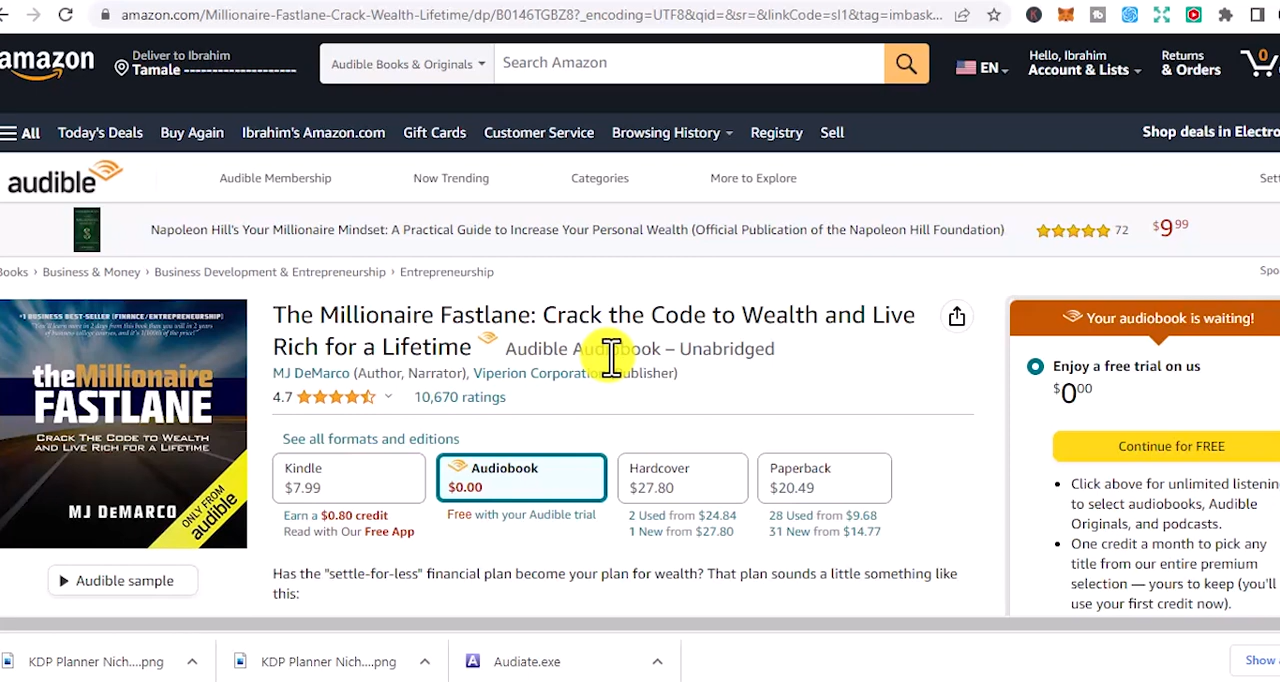 amazon.com/Millionaire-Fastlane-Crack-Wealth-Lifetime/dp/B0146TGBZ8?_encoding=UTF8&qid=&sr=&linkCode=sl1&tag=imbask...
amazon
Deliver to Ibrahim
Tamale
Audible Books & Originals
Search Amazon
EN
Hello, Ibrahim
Account & Lists
Returns
& Orders
0
All
Today's Deals
Buy Again
Ibrahim's Amazon.com
Gift Cards
Customer Service
Browsing History
Registry
Sell
Shop deals in Electro
audible
Audible Membership
Now Trending
Categories
More to Explore
Sett
Napoleon Hill's Your Millionaire Mindset: A Practical Guide to Increase Your Personal Wealth (Official Publication of the Napoleon Hill Foundation)
72
$9.99
Books › Business & Money › Business Development & Entrepreneurship › Entrepreneurship
Spo
#1 BUSINESS BEST-SELLER (FINANCE/ENTREPRENEURSHIP)
the Millionaire
FASTLANE
CRACK THE CODE TO WEALTH
AND LIVE RICH FOR A LIFETIME
MJ DEMARCO
ONLY FROM
audible
Audible sample
The Millionaire Fastlane: Crack the Code to Wealth and Live
Rich for a Lifetime
Audible Audiobook – Unabridged
MJ DeMarco (Author, Narrator), Viperion Corporation (Publisher)
4.7
10,670 ratings
See all formats and editions
Kindle
$7.99
Earn a $0.80 credit
Read with Our Free App
Audiobook
$0.00
Free with your Audible trial
Hardcover
$27.80
2 Used from $24.84
1 New from $27.80
Paperback
$20.49
28 Used from $9.68
31 New from $14.77
Has the "settle-for-less" financial plan become your plan for wealth? That plan sounds a little something like
this:
Your audiobook is waiting!
Enjoy a free trial on us
$0.00
Continue for FREE
Click above for unlimited listenin
to select audiobooks, Audible
Originals, and podcasts.
One credit a month to pick any
title from our entire premium
selection — yours to keep (you'll
use your first credit now).
KDP Planner Nich....png
KDP Planner Nich....png
Audiate.exe
Show a